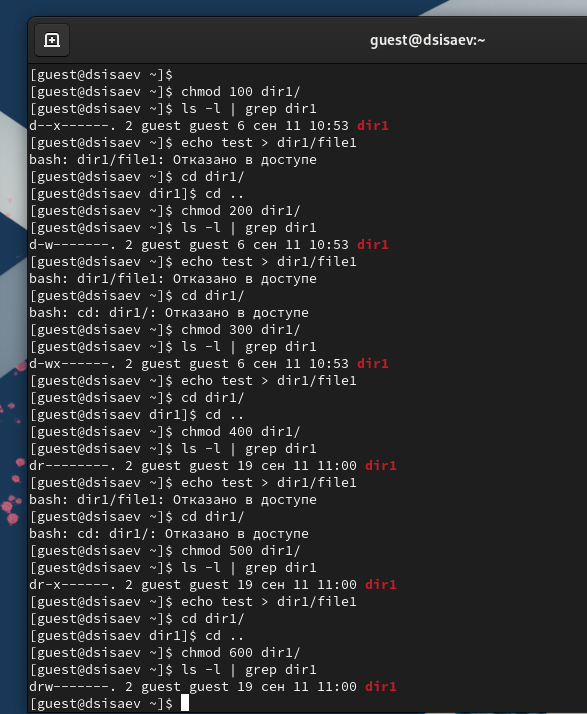 guest@dsisaev:~
[guest@dsisaev ~]$
[guest@dsisaev ~]$ chmod 100 dir1/
[guest@dsisaev ~]$ ls -l | grep dir1
d--x------. 2 guest guest 6 сен 11 10:53 dir1
[guest@dsisaev ~]$ echo test > dir1/file1
bash: dir1/file1: Отказано в доступе
[guest@dsisaev ~]$ cd dir1/
[guest@dsisaev dir1]$ cd ..
[guest@dsisaev ~]$ chmod 200 dir1/
[guest@dsisaev ~]$ ls -l | grep dir1
d-w-------. 2 guest guest 6 сен 11 10:53 dir1
[guest@dsisaev ~]$ echo test > dir1/file1
bash: dir1/file1: Отказано в доступе
[guest@dsisaev ~]$ cd dir1/
bash: cd: dir1/: Отказано в доступе
[guest@dsisaev ~]$ chmod 300 dir1/
[guest@dsisaev ~]$ ls -l | grep dir1
d-wx------. 2 guest guest 6 сен 11 10:53 dir1
[guest@dsisaev ~]$ echo test > dir1/file1
[guest@dsisaev ~]$ cd dir1/
[guest@dsisaev dir1]$ cd ..
[guest@dsisaev ~]$ chmod 400 dir1/
[guest@dsisaev ~]$ ls -l | grep dir1
dr--------. 2 guest guest 19 сен 11 11:00 dir1
[guest@dsisaev ~]$ echo test > dir1/file1
bash: dir1/file1: Отказано в доступе
[guest@dsisaev ~]$ cd dir1/
bash: cd: dir1/: Отказано в доступе
[guest@dsisaev ~]$ chmod 500 dir1/
[guest@dsisaev ~]$ ls -l | grep dir1
dr-x------. 2 guest guest 19 сен 11 11:00 dir1
[guest@dsisaev ~]$ echo test > dir1/file1
[guest@dsisaev ~]$ cd dir1/
[guest@dsisaev dir1]$ cd ..
[guest@dsisaev ~]$ chmod 600 dir1/
[guest@dsisaev ~]$ ls -l | grep dir1
drw-------. 2 guest guest 19 сен 11 11:00 dir1
[guest@dsisaev ~]$